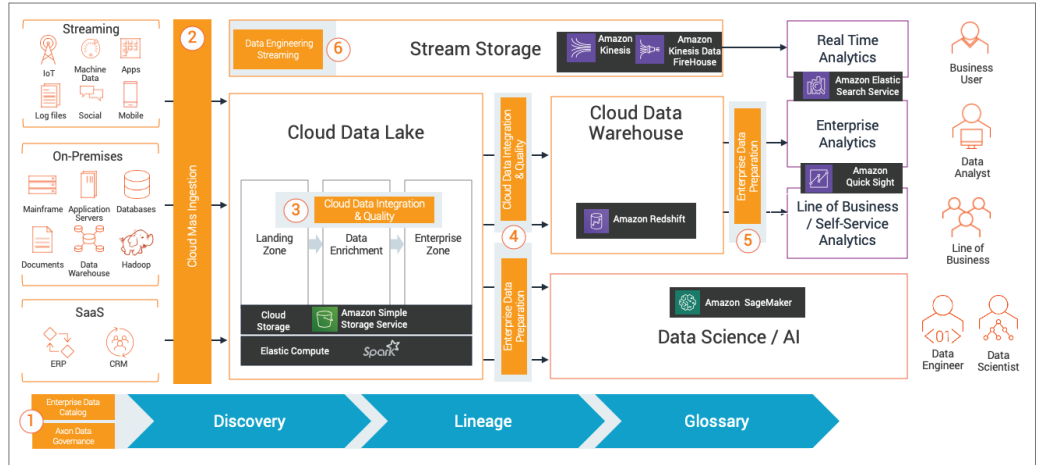 Streaming
IoT
Machine
Data
Apps
Log files
Social
Mobile
On-Premises
Mainframe
Application
Servers
Databases
Documents
Data
Warehouse
Hadoop
SaaS
ERP
CRM
2
Cloud Mas Ingestion
Data Engineering
Streaming
6
Stream Storage
Amazon
Kinesis
Amazon
Kinesis Data
FireHouse
Cloud Data Lake
3
Cloud Data Integration
& Quality
Landing
Zone
Data
Enrichment
Enterprise
Zone
Cloud
Storage
Amazon Simple
Storage Service
Elastic Compute
Spark
Cloud Data Integration
& Quality
4
Enterprise Data
Preparation
Cloud Data
Warehouse
Amazon Redshift
Enterprise Data
Preparation
5
Amazon SageMaker
Data Science / AI
Real Time
Analytics
Amazon Elastic
Search Service
Enterprise
Analytics
Amazon
Quick Sight
Line of Business
/ Self-Service
Analytics
Business
User
Data
Analyst
Line of
Business
<01>
Data
Engineer
Data
Scientist
1
Enterprise Data
Catalog
Axon Data
Governance
Discovery
Lineage
Glossary